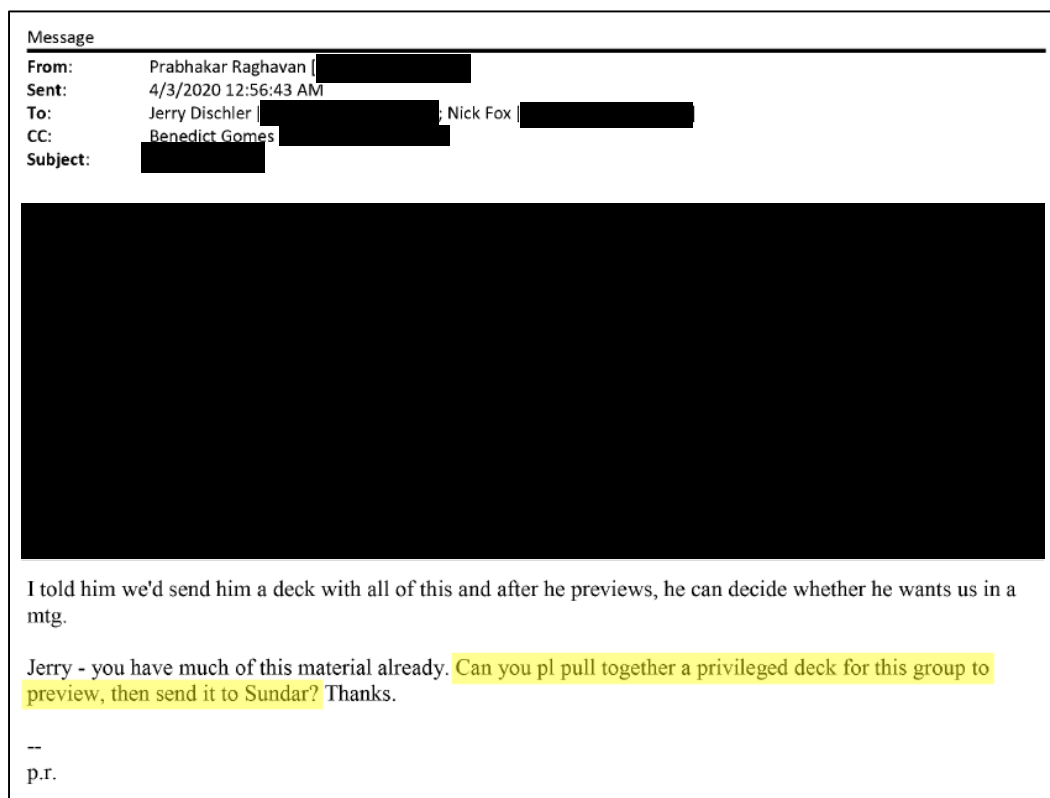 Message
From: Prabhakar Raghavan [
Sent: 4/3/2020 12:56:43 AM
To: Jerry Dischler [ ; Nick Fox [ ]
CC: Benedict Gomes
Subject:
I told him we'd send him a deck with all of this and after he previews, he can decide whether he wants us in a
mtg.
Jerry - you have much of this material already. Can you pl pull together a privileged deck for this group to
preview, then send it to Sundar? Thanks.
--
p.r.